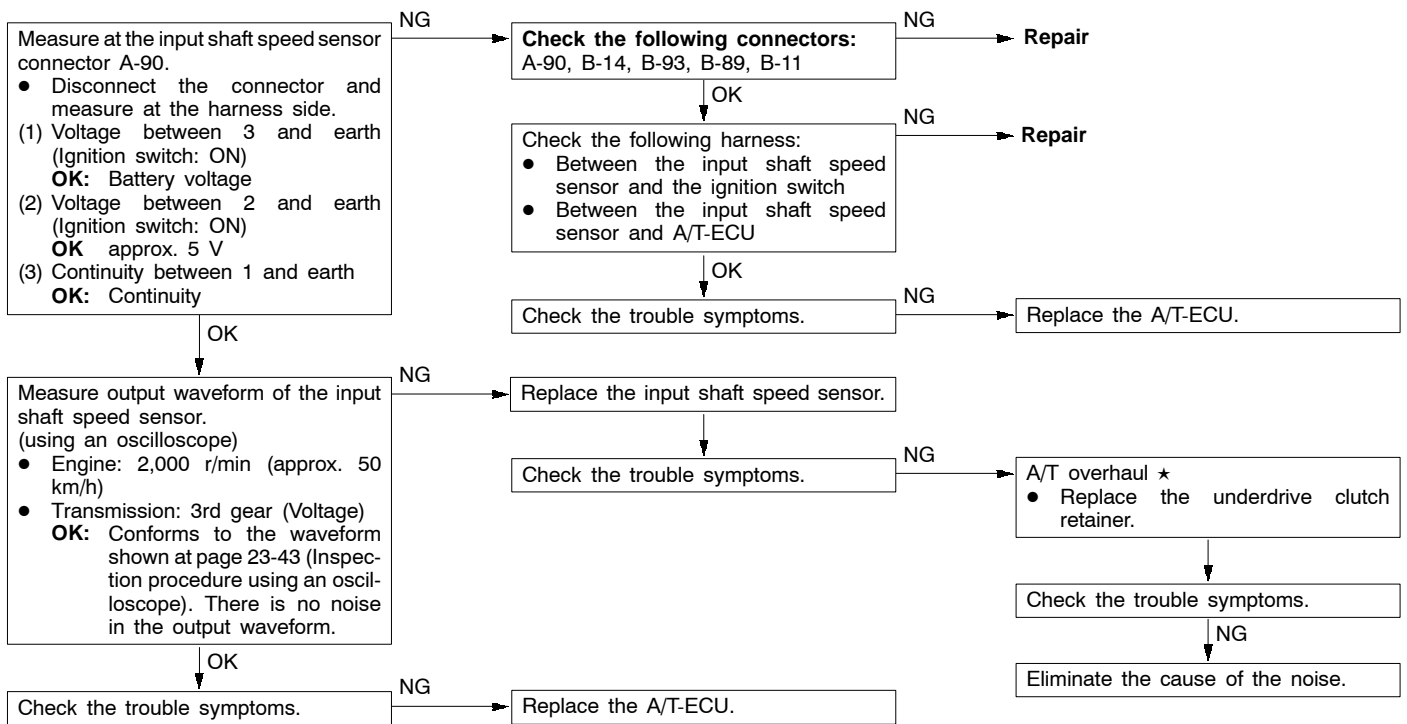 Measure at the input shaft speed sensor
connector A-90.
● Disconnect the connector and
measure at the harness side.
(1) Voltage between 3 and earth
(Ignition switch: ON)
OK: Battery voltage
(2) Voltage between 2 and earth
(Ignition switch: ON)
OK approx. 5 V
(3) Continuity between 1 and earth
OK: Continuity
NG
Check the following connectors:
A-90, B-14, B-93, B-89, B-11
NG
Repair
OK
Check the following harness:
● Between the input shaft speed
sensor and the ignition switch
● Between the input shaft speed
sensor and A/T-ECU
NG
Repair
OK
Check the trouble symptoms.
NG
Replace the A/T-ECU.
OK
Measure output waveform of the input
shaft speed sensor.
(using an oscilloscope)
● Engine: 2,000 r/min (approx. 50
km/h)
● Transmission: 3rd gear (Voltage)
OK: Conforms to the waveform
shown at page 23-43 (Inspec-
tion procedure using an oscil-
loscope). There is no noise
in the output waveform.
NG
Replace the input shaft speed sensor.
Check the trouble symptoms.
NG
A/T overhaul ★
● Replace the underdrive clutch
retainer.
Check the trouble symptoms.
NG
Eliminate the cause of the noise.
OK
Check the trouble symptoms.
NG
Replace the A/T-ECU.